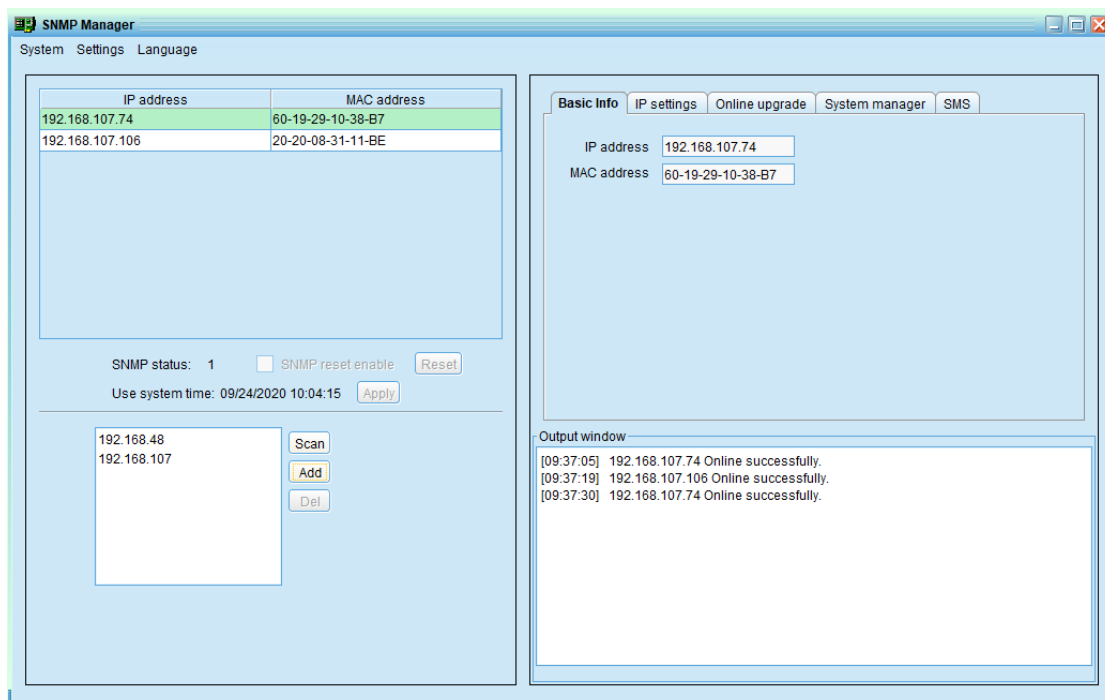 SNMP Manager
System Settings Language
IP address MAC address
192.168.107.74 60-19-29-10-38-B7
192.168.107.106 20-20-08-31-11-BE
SNMP status: 1 SNMP reset enable Reset
Use system time: 09/24/2020 10:04:15 Apply
192.168.48
192.168.107
Scan
Add
Del
Basic Info IP settings Online upgrade System manager SMS
IP address 192.168.107.74
MAC address 60-19-29-10-38-B7
Output window
[09:37:05] 192.168.107.74 Online successfully.
[09:37:19] 192.168.107.106 Online successfully.
[09:37:30] 192.168.107.74 Online successfully.